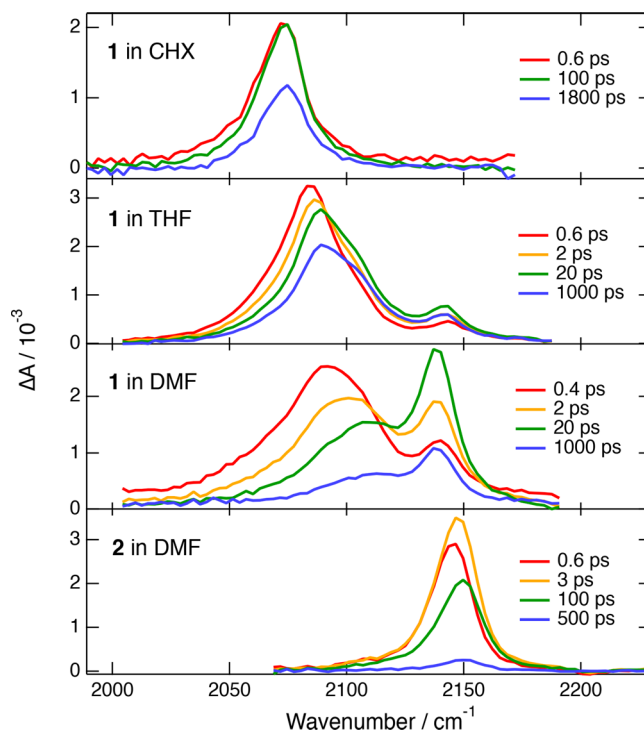 2
1
0
1 in CHX
0.6 ps
100 ps
1800 ps
3
2
1
0
1 in THF
0.6 ps
2 ps
20 ps
1000 ps
2
1
0
1 in DMF
0.4 ps
2 ps
20 ps
1000 ps
3
2
1
0
2 in DMF
0.6 ps
3 ps
100 ps
500 ps
ΔA / 10⁻³
2000 2050 2100 2150 2200
Wavenumber / cm⁻¹